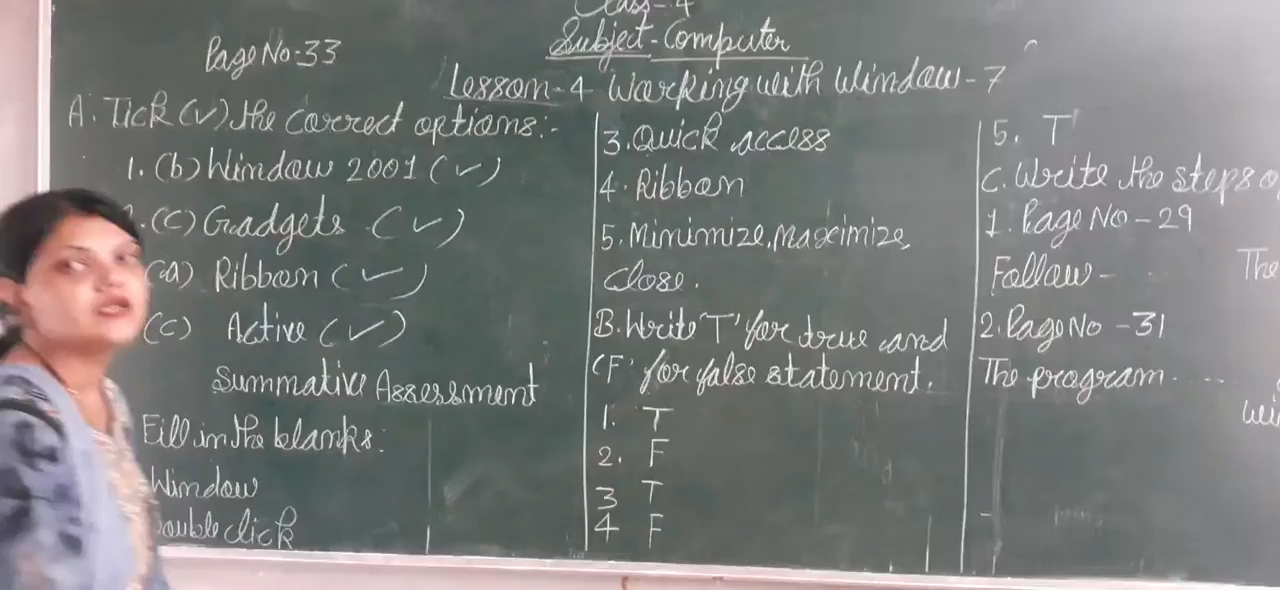 Class-4
Subject-Computer
Page No-33
Lesson-4 Working with Window-7
A. Tick (✓) the correct options:-
1. (b) Window 2001 (✓)
(c) Gadgets (✓)
(a) Ribbon (✓)
(c) Active (✓)
Summative Assessment
Fill in the blanks:
Window
ouble click
3. Quick access
4. Ribbon
5. Minimize, Maximize,
Close.
B. Write 'T' for true and
'F' for false statement.
1. T
2. F
3 T
4 F
5. T
C. Write the steps
1. Page No-29
Follow- The
2. Page No-31
The program....